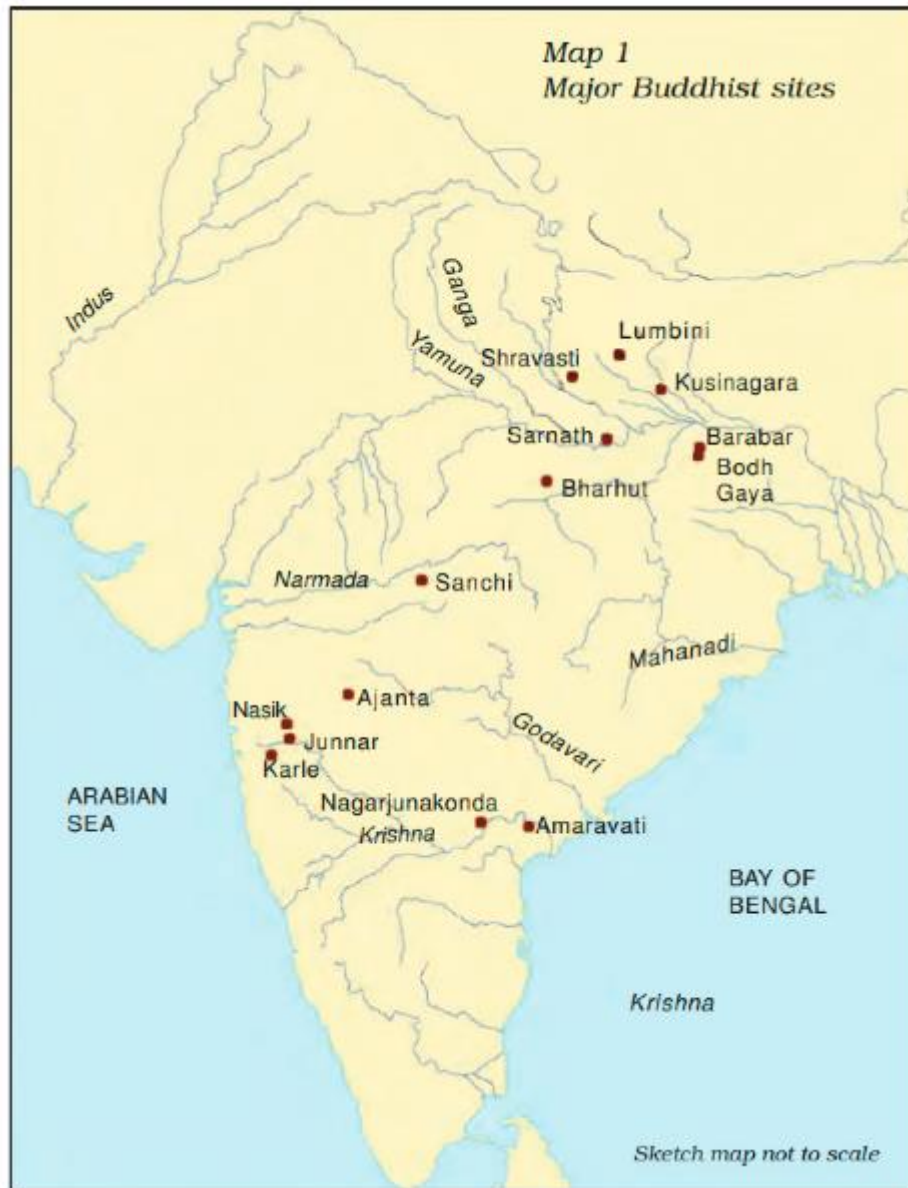 Map 1
Major Buddhist sites
Indus
Ganga
Yamuna
Lumbini
Shravasti
Kusinagara
Sarnath
Barabar
Bodh
Gaya
Bharhut
Narmada
Sanchi
Mahanadi
Ajanta
Nasik
Godavari
Junnar
Karle
ARABIAN
SEA
Nagarjunakonda
Krishna
Amaravati
BAY OF
BENGAL
Krishna
Sketch map not to scale